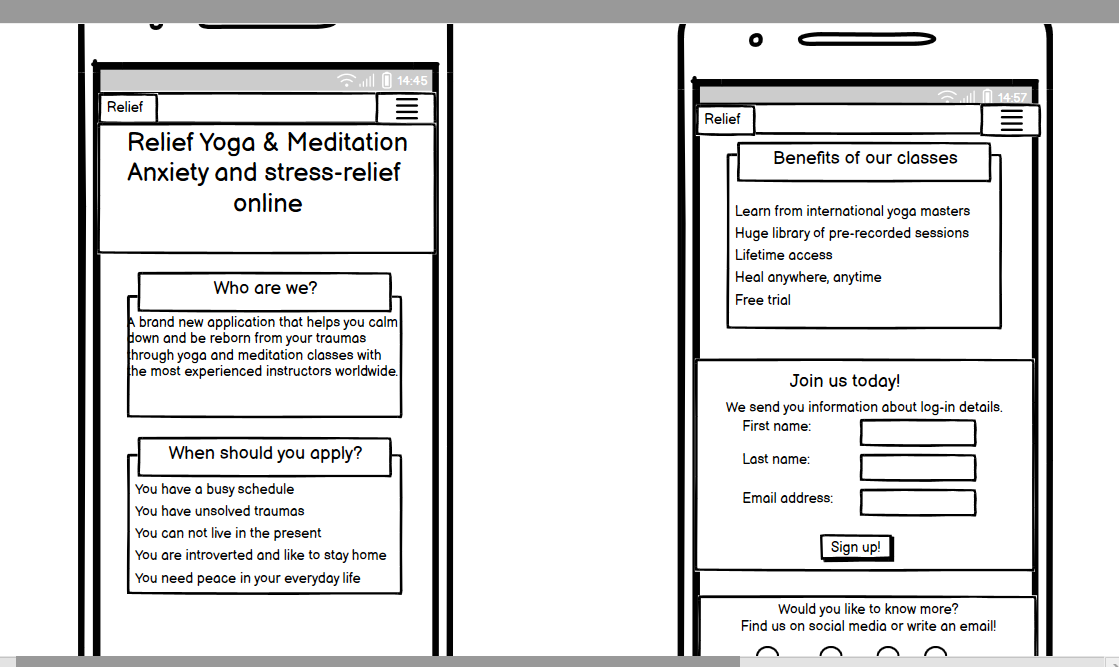 14:45
Relief
Relief Yoga & Meditation
Anxiety and stress-relief
online
Who are we?
A brand new application that helps you calm
down and be reborn from your traumas
through yoga and meditation classes with
the most experienced instructors worldwide.
When should you apply?
You have a busy schedule
You have unsolved traumas
You can not live in the present
You are introverted and like to stay home
You need peace in your everyday life
14:57
Relief
Benefits of our classes
Learn from international yoga masters
Huge library of pre-recorded sessions
Lifetime access
Heal anywhere, anytime
Free trial
Join us today!
We send you information about log-in details.
First name:
Last name:
Email address:
Sign up!
Would you like to know more?
Find us on social media or write an email!